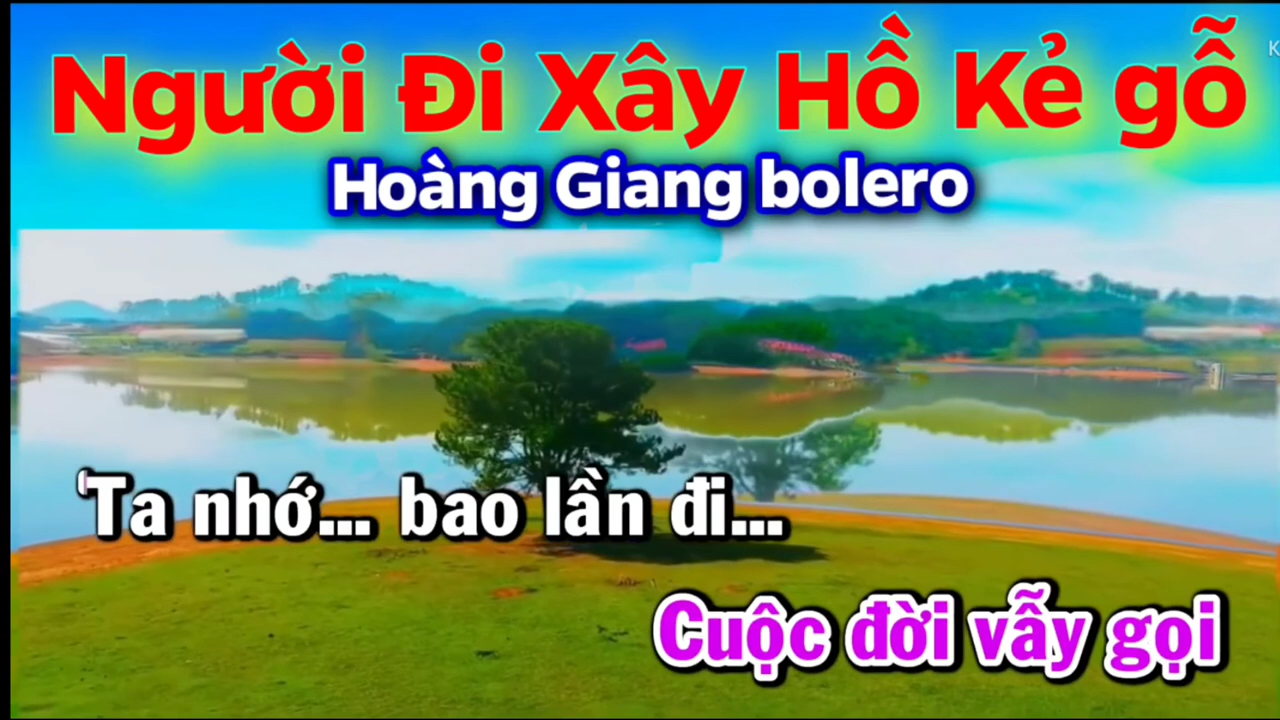 Người Đi Xây Hồ Kẻ gỗ
Hoàng Giang bolero
Ta nhớ... bao lần đi...
Cuộc đời vẫy gọi